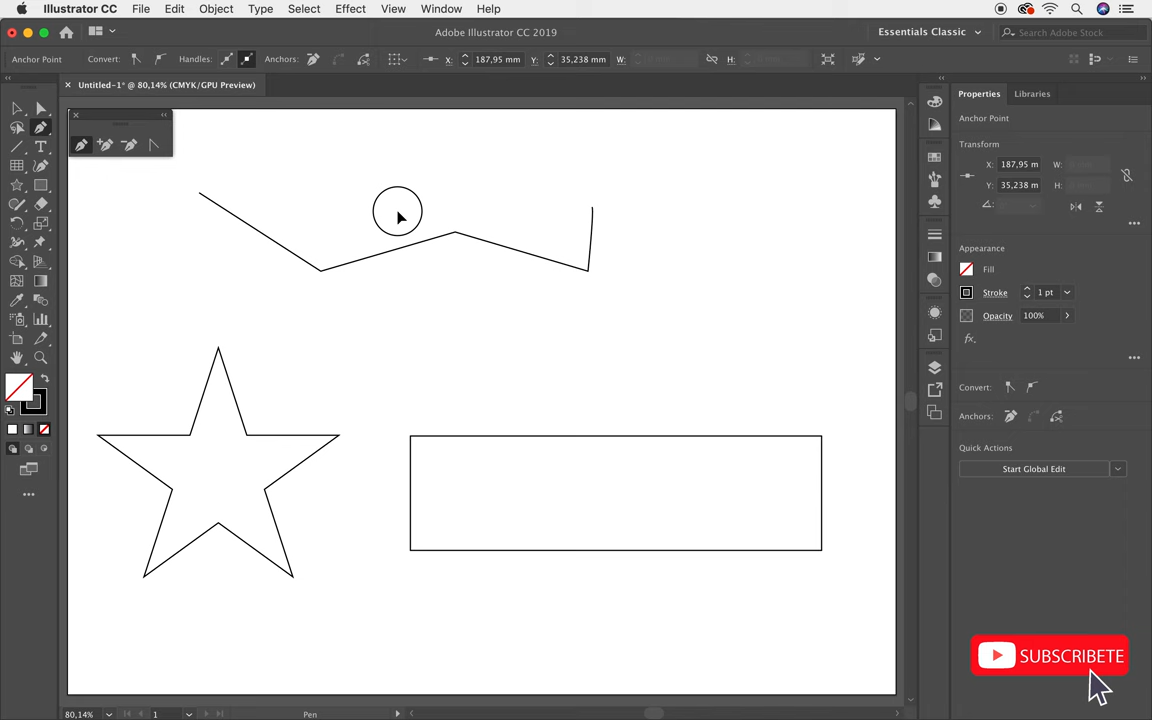 Illustrator CC File Edit Object Type Select Effect View Window Help
Adobe Illustrator CC 2019
Essentials Classic
Search Adobe Stock
Anchor Point Convert: Handles: Anchors: X: 187,95 mm Y: 35,238 mm W: H:
Untitled-1* @ 80,14% (CMYK/GPU Preview)
Properties Libraries
Anchor Point
Transform
X: 187,95 m W:
Y: 35,238 m H:
Appearance
Fill
Stroke 1 pt
Opacity 100%
fx.
Convert:
Anchors:
Quick Actions
Start Global Edit
SUBSCRIBETE
80,14% 1 Pen